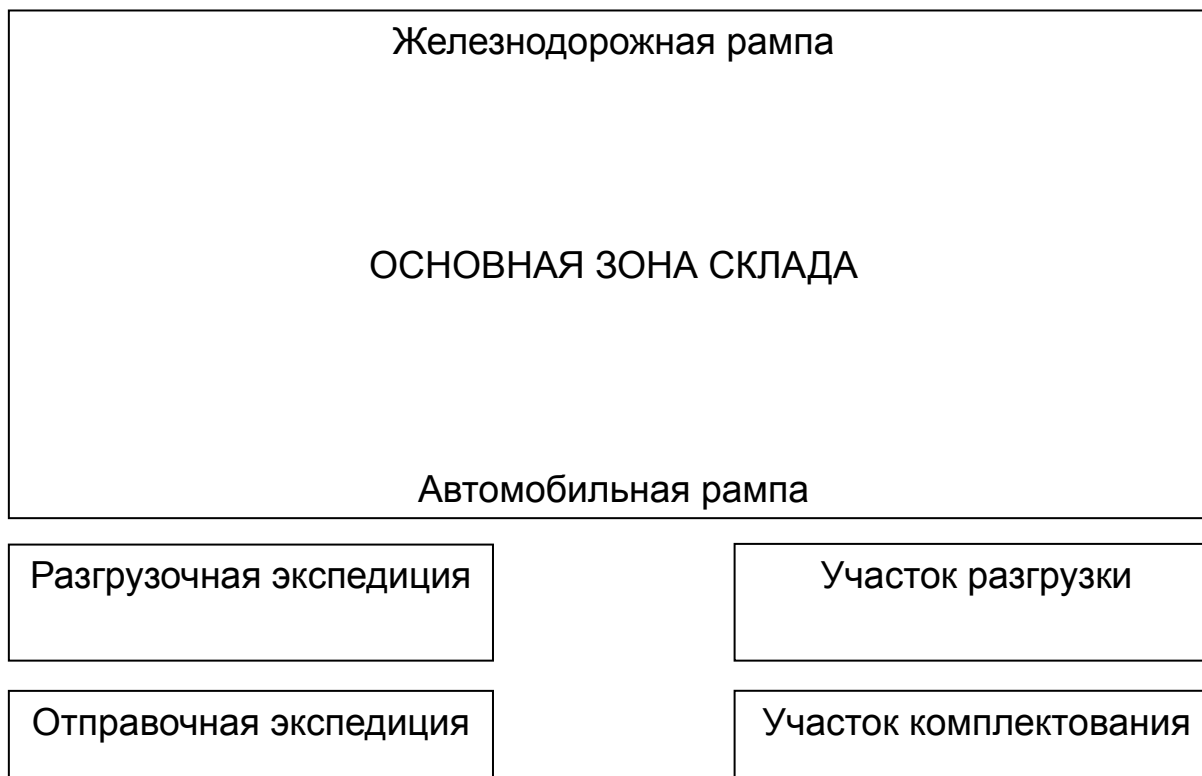 Железнодорожная рампа
ОСНОВНАЯ ЗОНА СКЛАДА
Автомобильная рампа
Разгрузочная экспедиция
Участок разгрузки
Отправочная экспедиция
Участок комплектования